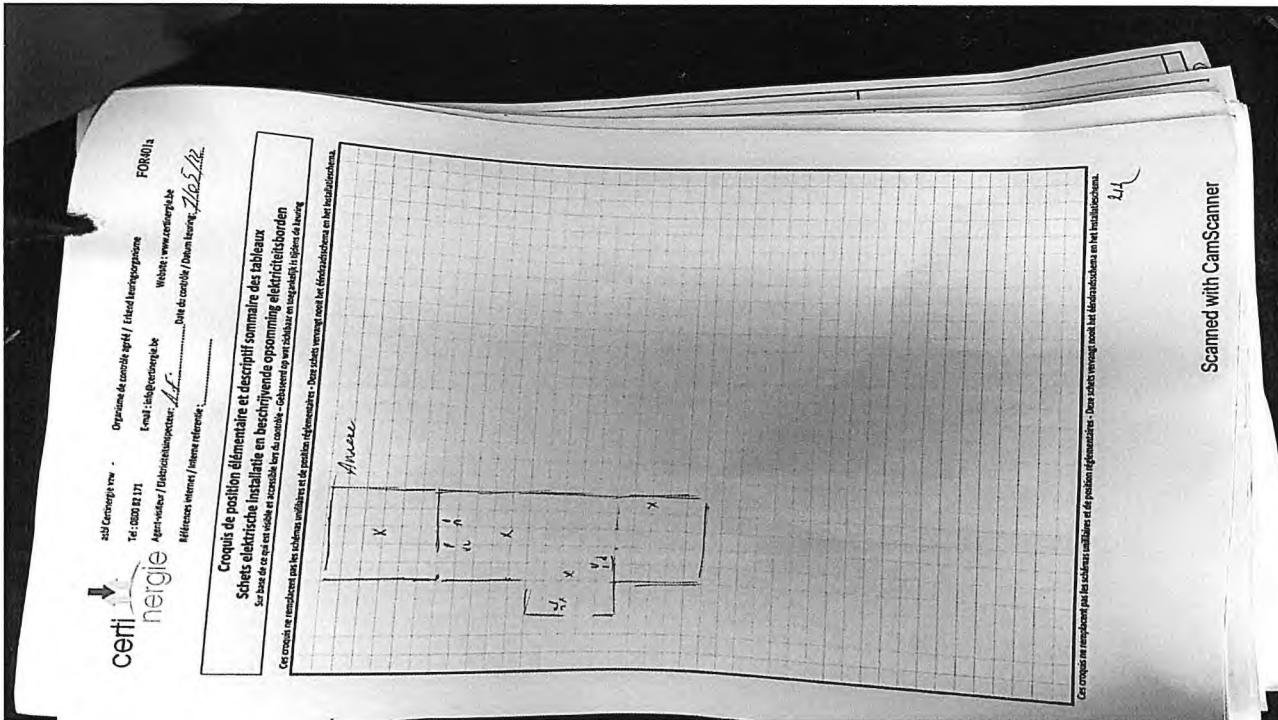 certinergie
asbl Certinergie vzw -
Organisme de contrôle agréé / Erkend keuringsorganisme
FOR401a
Tel : 0800 82 171
E-mail : info@certinergie.be
Website : www.certinergie.be
Agent-visiteur / Elektriciteitsinspecteur:
Date du contrôle / Datum keuring:
Références internes / Interne referentie :
Croquis de position élémentaire et descriptif sommaire des tableaux
Schets elektrische installatie en beschrijvende opsomming elektriciteitsborden
Sur base de ce qui est visible et accessible lors du contrôle - Gebaseerd op wat zichtbaar en toegankelijk is tijdens de keuring
Ces croquis ne remplacent pas les schémas unifilaires et de position réglementaires - Deze schets vervangt nooit het ééndraadsschema en het installatieschema.
Annexe
Ces croquis ne remplacent pas les schémas unifilaires et de position réglementaires - Deze schets vervangt nooit het ééndraadsschema en het installatieschema.
Scanned with CamScanner